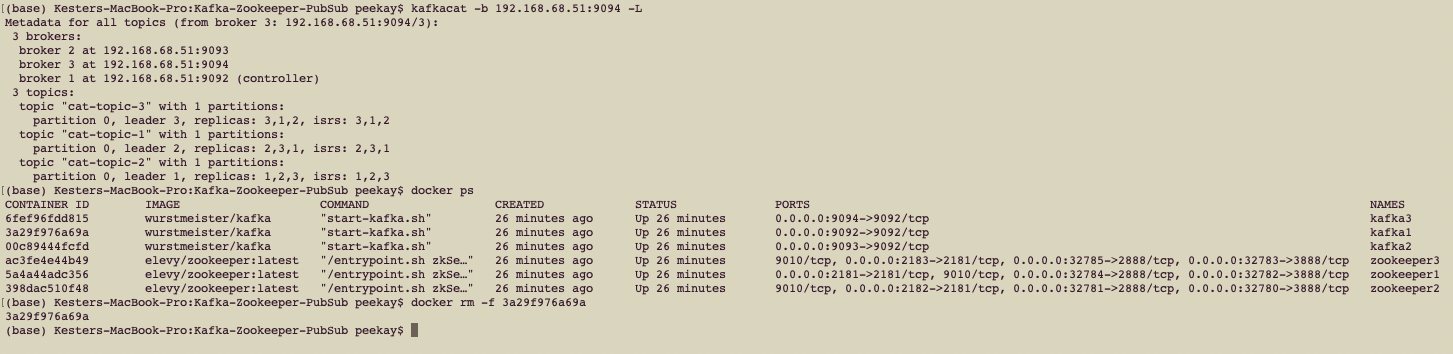 [(base) Kesters-MacBook-Pro:Kafka-Zookeeper-PubSub peekay$ kafkacat -b 192.168.68.51:9094 -L
Metadata for all topics (from broker 3: 192.168.68.51:9094/3):
3 brokers:
broker 2 at 192.168.68.51:9093
broker 3 at 192.168.68.51:9094
broker 1 at 192.168.68.51:9092 (controller)
3 topics:
topic "cat-topic-3" with 1 partitions:
partition 0, leader 3, replicas: 3,1,2, isrs: 3,1,2
topic "cat-topic-1" with 1 partitions:
partition 0, leader 2, replicas: 2,3,1, isrs: 2,3,1
topic "cat-topic-2" with 1 partitions:
partition 0, leader 1, replicas: 1,2,3, isrs: 1,2,3
[(base) Kesters-MacBook-Pro:Kafka-Zookeeper-PubSub peekay$ docker ps
CONTAINER ID IMAGE COMMAND CREATED STATUS PORTS NAMES
6fef96fdd815 wurstmeister/kafka "start-kafka.sh" 26 minutes ago Up 26 minutes 0.0.0.0:9094->9092/tcp kafka3
3a29f976a69a wurstmeister/kafka "start-kafka.sh" 26 minutes ago Up 26 minutes 0.0.0.0:9092->9092/tcp kafka1
00c89444fcfd wurstmeister/kafka "start-kafka.sh" 26 minutes ago Up 26 minutes 0.0.0.0:9093->9092/tcp kafka2
ac3fe4e44b49 elevy/zookeeper:latest "/entrypoint.sh zkSe…" 26 minutes ago Up 26 minutes 9010/tcp, 0.0.0.0:2183->2181/tcp, 0.0.0.0:32785->2888/tcp, 0.0.0.0:32783->3888/tcp zookeeper3
5a4a44adc356 elevy/zookeeper:latest "/entrypoint.sh zkSe…" 26 minutes ago Up 26 minutes 0.0.0.0:2181->2181/tcp, 9010/tcp, 0.0.0.0:32784->2888/tcp, 0.0.0.0:32782->3888/tcp zookeeper1
398dac510f48 elevy/zookeeper:latest "/entrypoint.sh zkSe…" 26 minutes ago Up 26 minutes 9010/tcp, 0.0.0.0:2182->2181/tcp, 0.0.0.0:32781->2888/tcp, 0.0.0.0:32780->3888/tcp zookeeper2
[(base) Kesters-MacBook-Pro:Kafka-Zookeeper-PubSub peekay$ docker rm -f 3a29f976a69a
3a29f976a69a
(base) Kesters-MacBook-Pro:Kafka-Zookeeper-PubSub peekay$